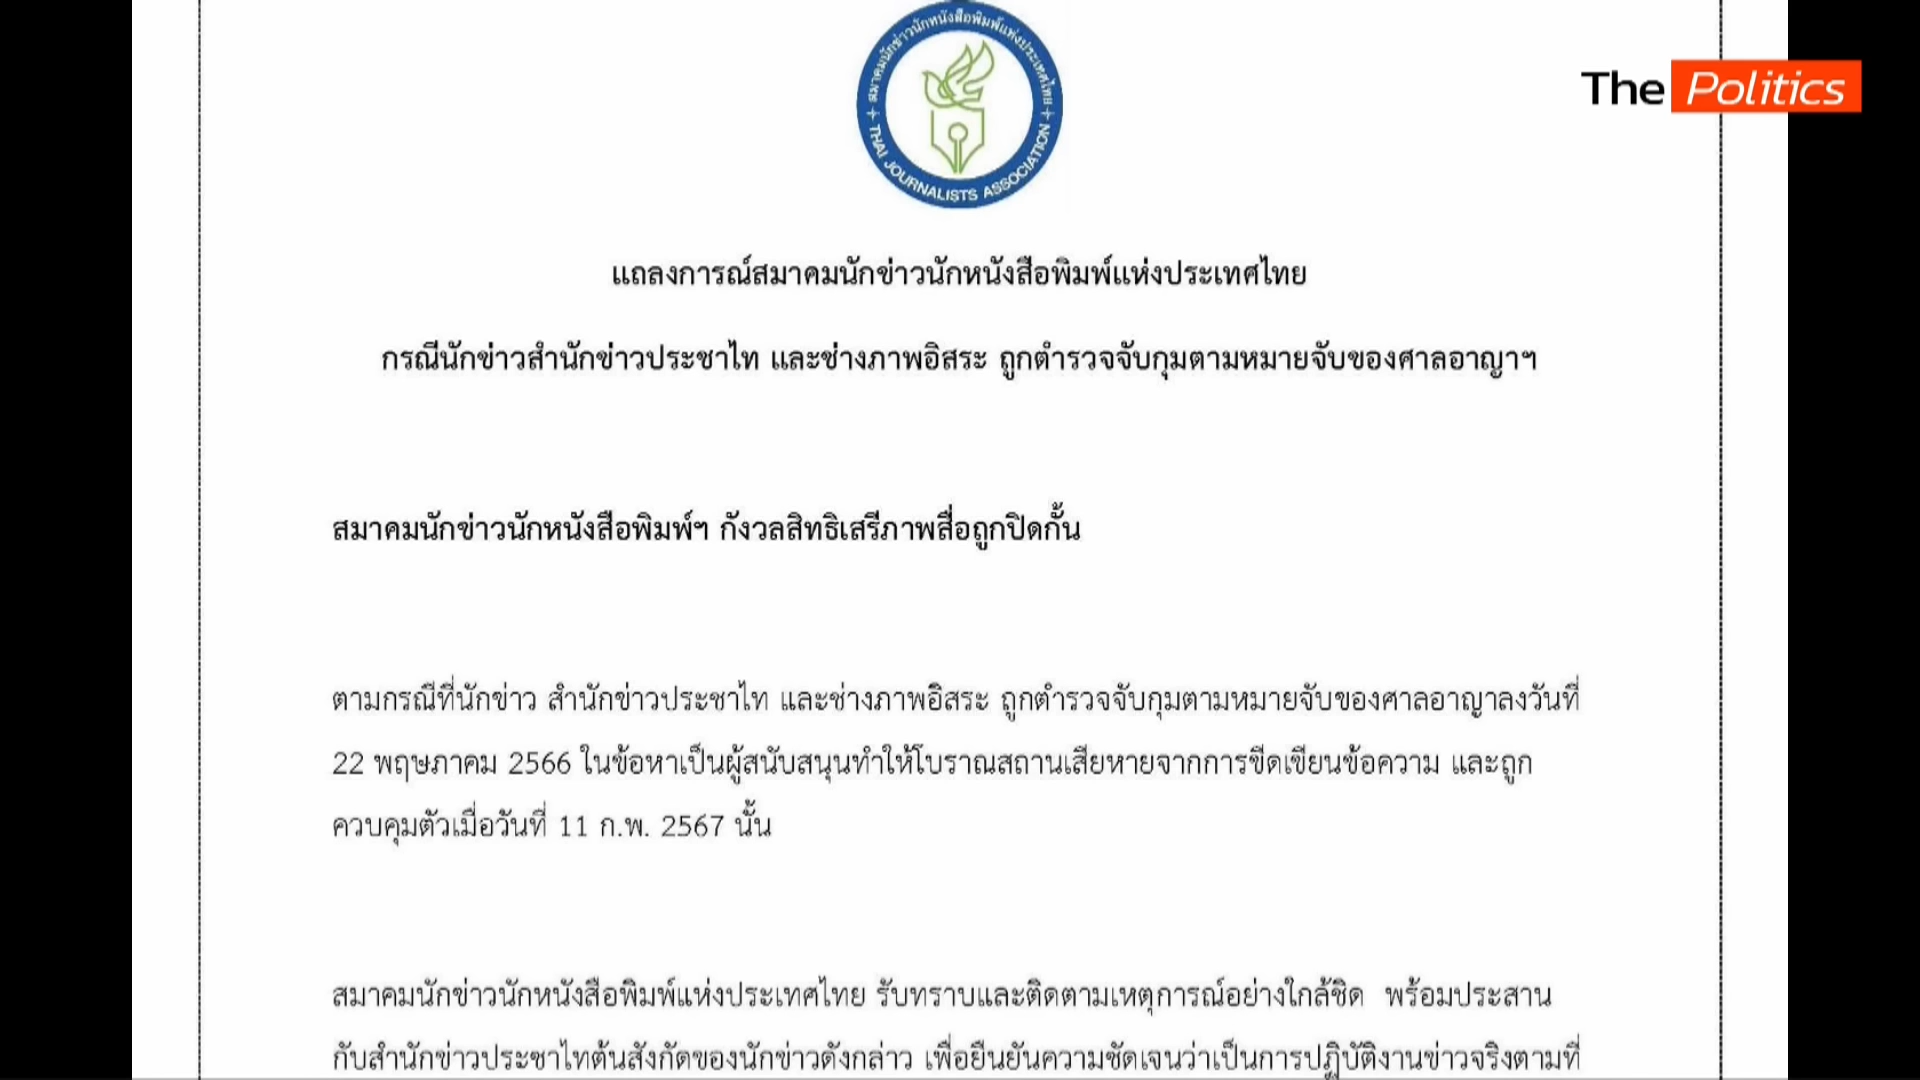 สมาคมนักข่าวนักหนังสือพิมพ์แห่งประเทศไทย
THAI JOURNALISTS ASSOCIATION
The Politics
แถลงการณ์สมาคมนักข่าวนักหนังสือพิมพ์แห่งประเทศไทย
กรณีนักข่าวสำนักข่าวประชาไท และช่างภาพอิสระ ถูกตำรวจจับกุมตามหมายจับของศาลอาญาฯ
สมาคมนักข่าวนักหนังสือพิมพ์ฯ กังวลสิทธิเสรีภาพสื่อถูกปิดกั้น
ตามกรณีที่นักข่าว สำนักข่าวประชาไท และช่างภาพอิสระ ถูกตำรวจจับกุมตามหมายจับของศาลอาญาลงวันที่
22 พฤษภาคม 2566 ในข้อหาเป็นผู้สนับสนุนทำให้โบราณสถานเสียหายจากการขีดเขียนข้อความ และถูก
ควบคุมตัวเมื่อวันที่ 11 ก.พ. 2567 นั้น
สมาคมนักข่าวนักหนังสือพิมพ์แห่งประเทศไทย รับทราบและติดตามเหตุการณ์อย่างใกล้ชิด พร้อมประสาน
กับสำนักข่าวประชาไทต้นสังกัดของนักข่าวดังกล่าว เพื่อยืนยันความชัดเจนว่าเป็นการปฏิบัติงานข่าวจริงตามที่